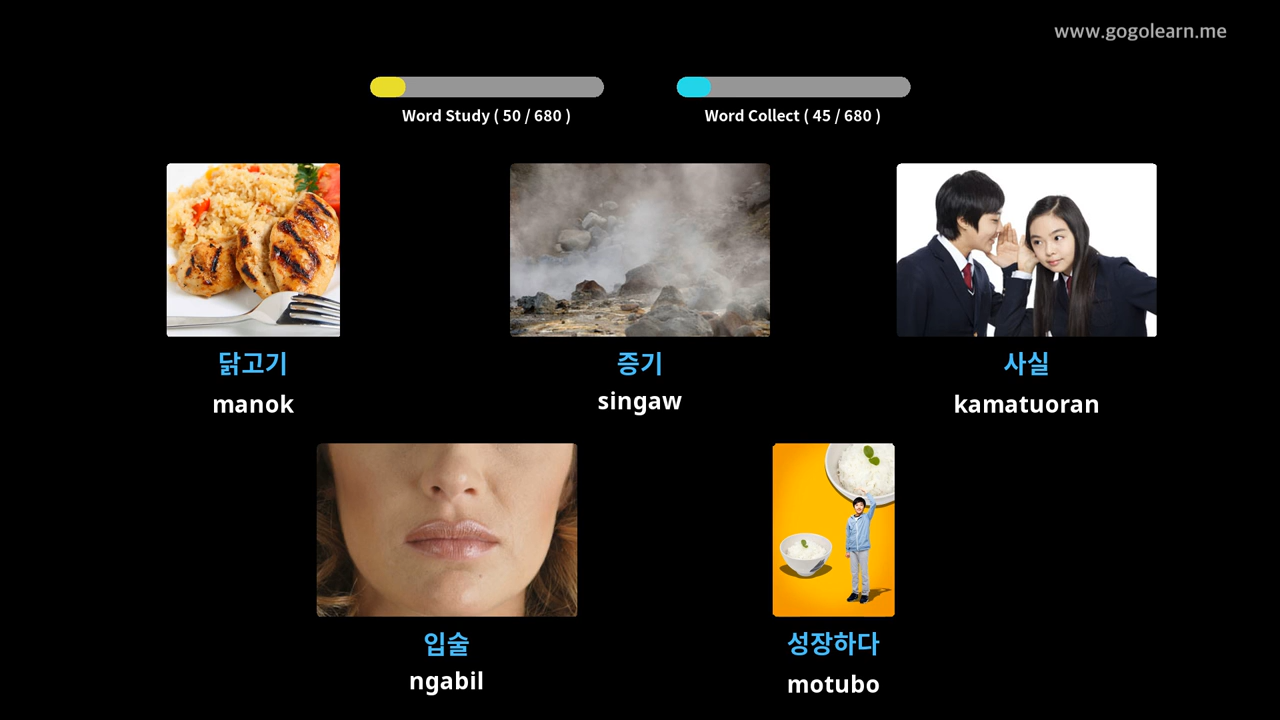 www.gogolearn.me
Word Study ( 50 / 680 )
Word Collect ( 45 / 680 )
닭고기
manok
증기
singaw
사실
kamatuoran
입술
ngabil
성장하다
motubo